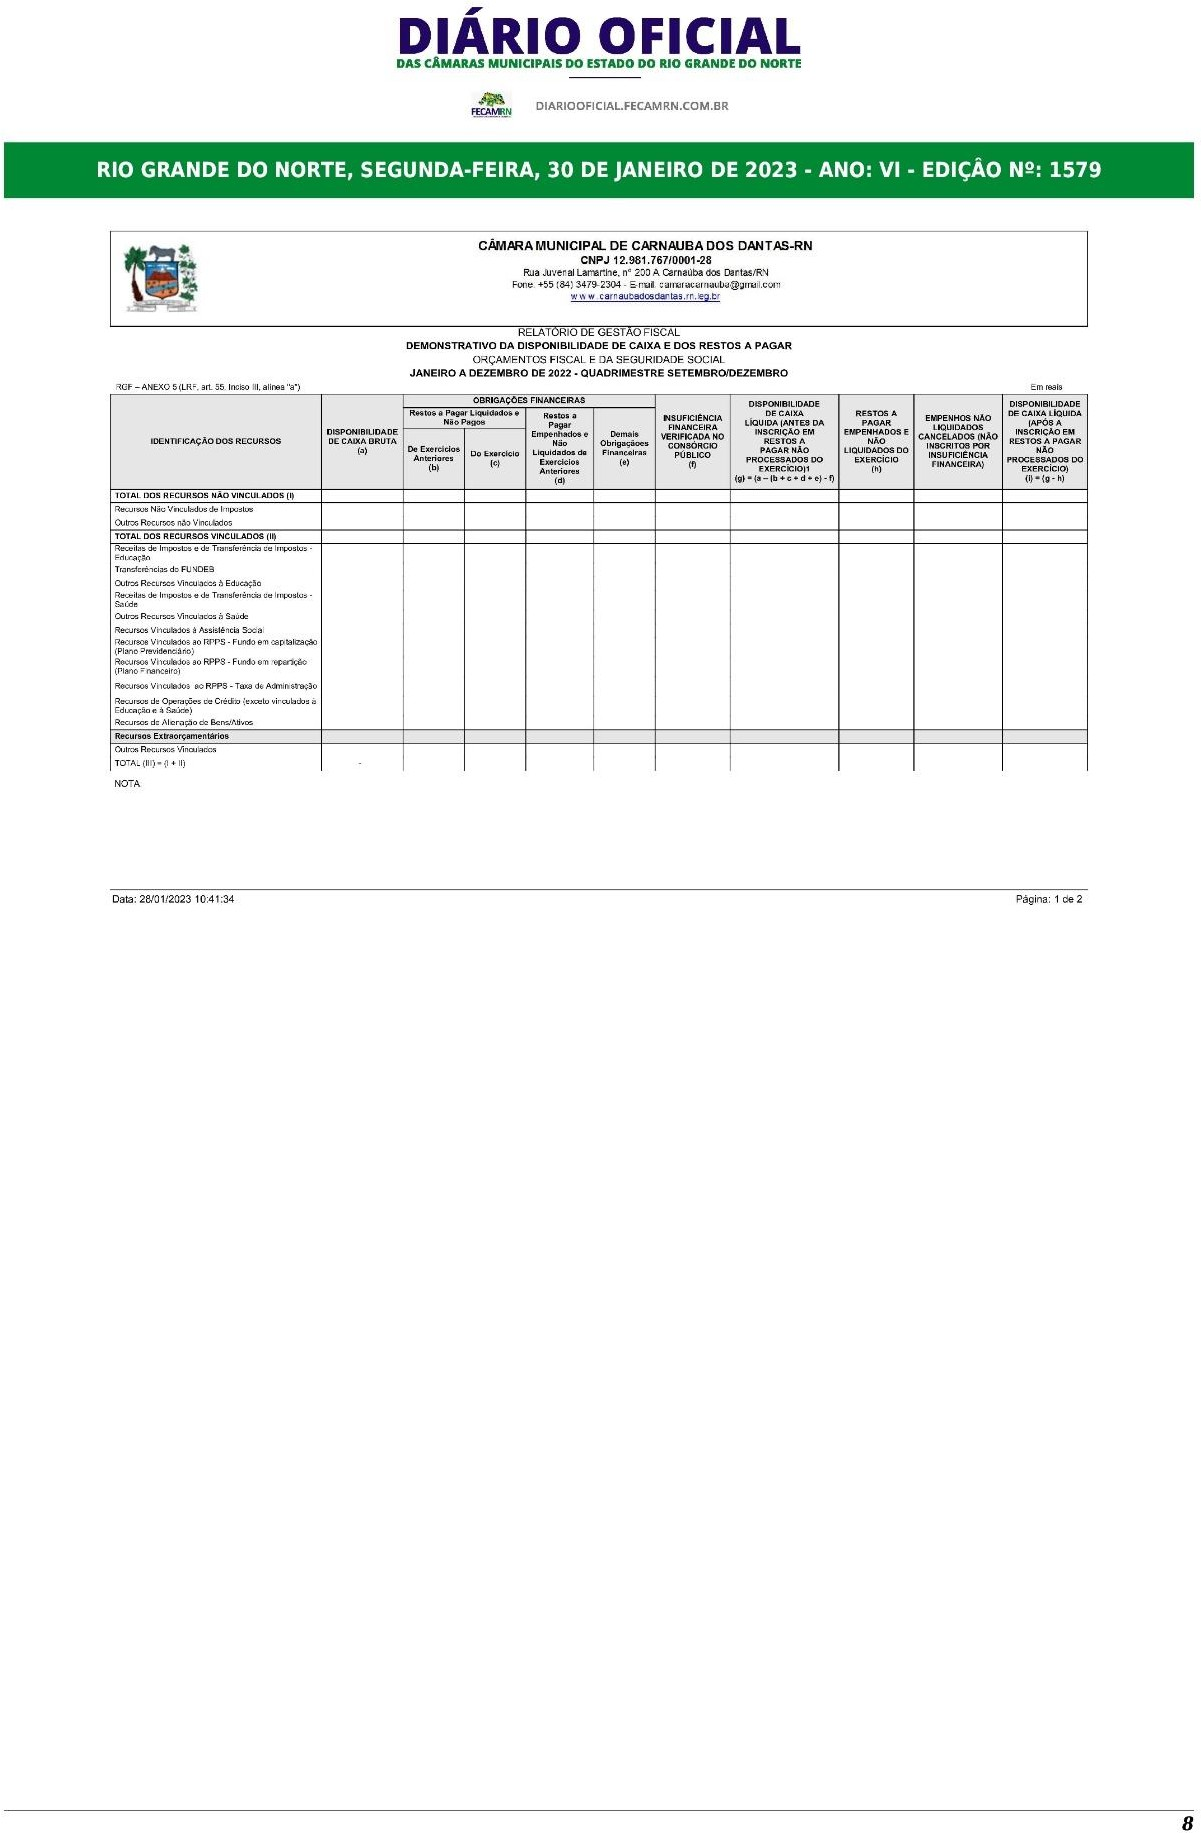 DIÁRIO OFICIAL
DAS CÂMARAS MUNICIPAIS DO ESTADO DO RIO GRANDE DO NORTE
FECAMRN
DIARIOOFICIAL.FECAMRN.COM.BR
RIO GRANDE DO NORTE, SEGUNDA-FEIRA, 30 DE JANEIRO DE 2023 - ANO: VI - EDIÇÃO Nº: 1579
CÂMARA MUNICIPAL DE CARNAUBA DOS DANTAS-RN
CNPJ 12.981.767/0001-28
Rua Juvenal Lamartine, nº 200 A Carnaúba dos Dantas/RN
Fone: +55 (84) 3479-2304 - E-mail: camaracarnauba@gmail.com
www.carnaubadosdantas.rn.leg.br
RELATÓRIO DE GESTÃO FISCAL
DEMONSTRATIVO DA DISPONIBILIDADE DE CAIXA E DOS RESTOS A PAGAR
ORÇAMENTOS FISCAL E DA SEGURIDADE SOCIAL
JANEIRO A DEZEMBRO DE 2022 - QUADRIMESTRE SETEMBRO/DEZEMBRO
RGF – ANEXO 5 (LRF, art. 55, Inciso III, alínea "a")
Em reais
IDENTIFICAÇÃO DOS RECURSOS
DISPONIBILIDADE
DE CAIXA BRUTA
(a)
OBRIGAÇÕES FINANCEIRAS
Restos a Pagar Liquidados e
Não Pagos
De Exercícios
Anteriores
(b)
Do Exercício
(c)
Restos a
Pagar
Empenhados e
Não
Liquidados de
Exercícios
Anteriores
(d)
Demais
Obrigações
Financeiras
(e)
INSUFICIÊNCIA
FINANCEIRA
VERIFICADA NO
CONSÓRCIO
PÚBLICO
(f)
DISPONIBILIDADE
DE CAIXA
LÍQUIDA (ANTES DA
INSCRIÇÃO EM
RESTOS A
PAGAR NÃO
PROCESSADOS DO
EXERCÍCIO)1
(g) = (a – (b + c + d + e) - f)
RESTOS A
PAGAR
EMPENHADOS E
NÃO
LIQUIDADOS DO
EXERCÍCIO
(h)
EMPENHOS NÃO
LIQUIDADOS
CANCELADOS (NÃO
INSCRITOS POR
INSUFICIÊNCIA
FINANCEIRA)
DISPONIBILIDADE
DE CAIXA LÍQUIDA
(APÓS A
INSCRIÇÃO EM
RESTOS A PAGAR
NÃO
PROCESSADOS DO
EXERCÍCIO)
(i) = (g - h)
TOTAL DOS RECURSOS NÃO VINCULADOS (I)
Recursos Não Vinculados de Impostos
Outros Recursos não Vinculados
TOTAL DOS RECURSOS VINCULADOS (II)
Receitas de Impostos e de Transferência de Impostos -
Educação
Transferências do FUNDEB
Outros Recursos Vinculados à Educação
Receitas de Impostos e de Transferência de Impostos -
Saúde
Outros Recursos Vinculados à Saúde
Recursos Vinculados à Assistência Social
Recursos Vinculados ao RPPS - Fundo em capitalização
(Plano Previdenciário)
Recursos Vinculados ao RPPS - Fundo em repartição
(Plano Financeiro)
Recursos Vinculados ao RPPS - Taxa de Administração
Recursos de Operações de Crédito (exceto vinculados à
Educação e à Saúde)
Recursos de Alienação de Bens/Ativos
Recursos Extraorçamentários
Outros Recursos Vinculados
TOTAL (III) = (I + II) -
NOTA:
Data: 28/01/2023 10:41:34
Página: 1 de 2
8